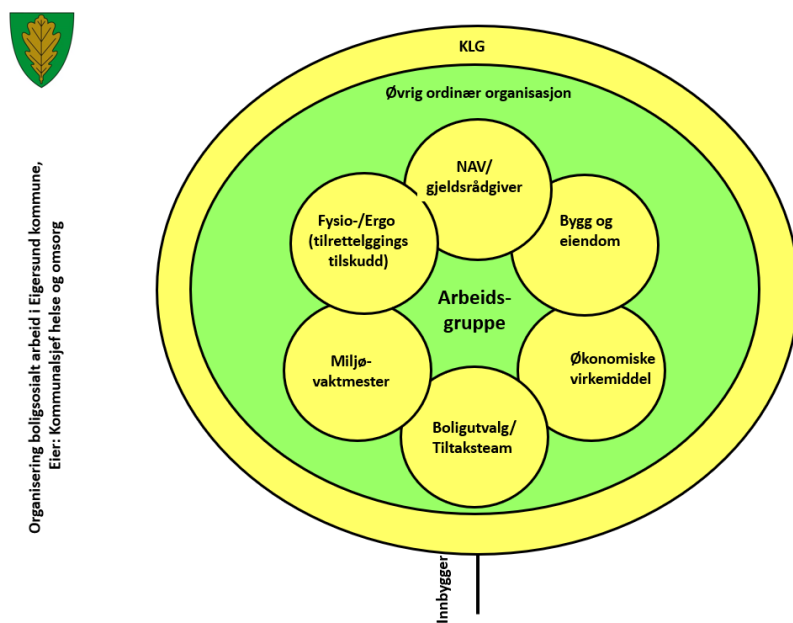 Organisering boligsosialt arbeid i Eigersund kommune,
Eier: Kommunalsjef helse og omsorg
KLG
Øvrig ordinær organisasjon
NAV/
gjeldsrådgiver
Fysio-/Ergo
(tilrettelggings
tilskudd)
Bygg og
eiendom
Arbeids-
gruppe
Miljø-
vaktmester
Økonomiske
virkemiddel
Boligutvalg/
Tiltaksteam
Innbygger